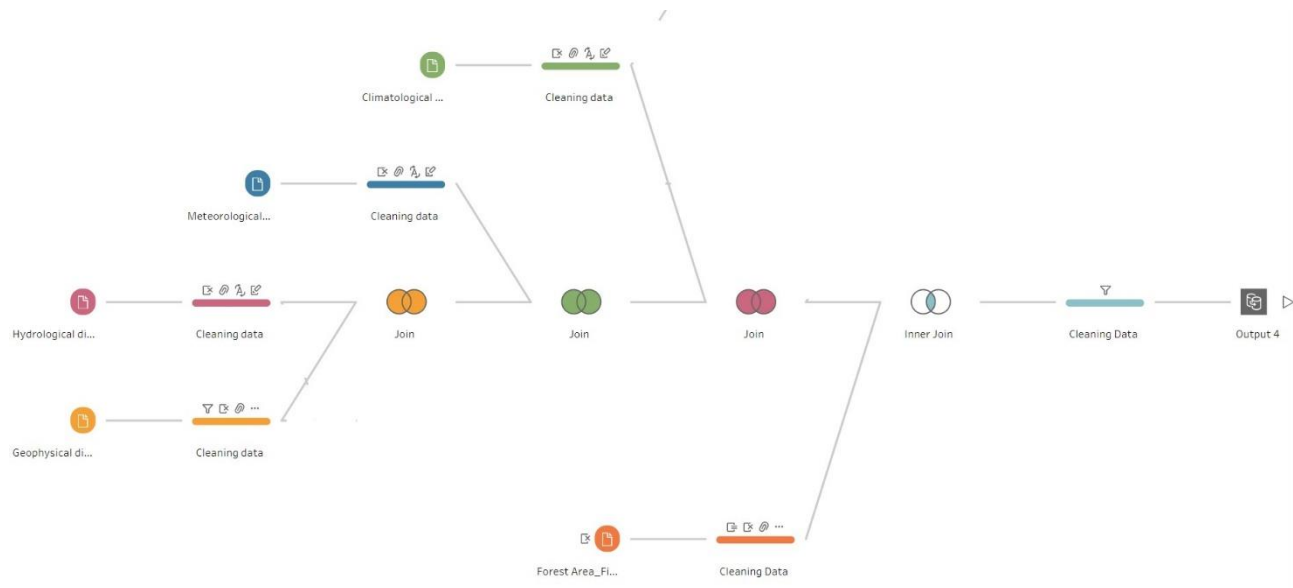 Climatological ...
Cleaning data
Meteorological...
Cleaning data
Hydrological di...
Cleaning data
Join
Join
Join
Inner Join
Cleaning Data
Output 4
Geophysical di...
Cleaning data
Forest Area_Fi...
Cleaning Data